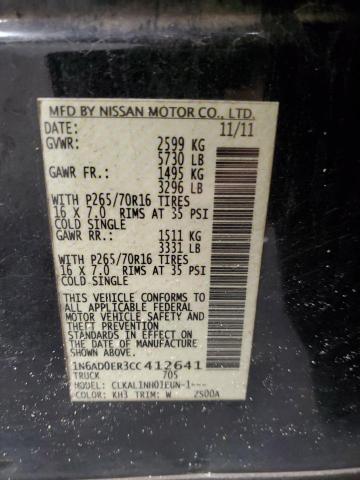 MFD BY NISSAN MOTOR CO., LTD.
DATE: 11/11
GVWR: 2599 KG
5730 LB
GAWR FR.: 1495 KG
3296 LB
WITH P265/70R16 TIRES
16 X 7.0 RIMS AT 35 PSI
COLD SINGLE
GAWR RR.: 1511 KG
3331 LB
WITH P265/70R16 TIRES
16 X 7.0 RIMS AT 35 PSI
COLD SINGLE
THIS VEHICLE CONFORMS TO
ALL APPLICABLE FEDERAL
MOTOR VEHICLE SAFETY AND
THEFT PREVENTION
STANDARDS IN EFFECT ON
THE DATE OF MANUFACTURE
SHOWN ABOVE.
1N6AD0ER3CC412641
TRUCK 705
MODEL: CLKALJNH01EUN-1---
COLOR: KH3 TRIM: W 2500A